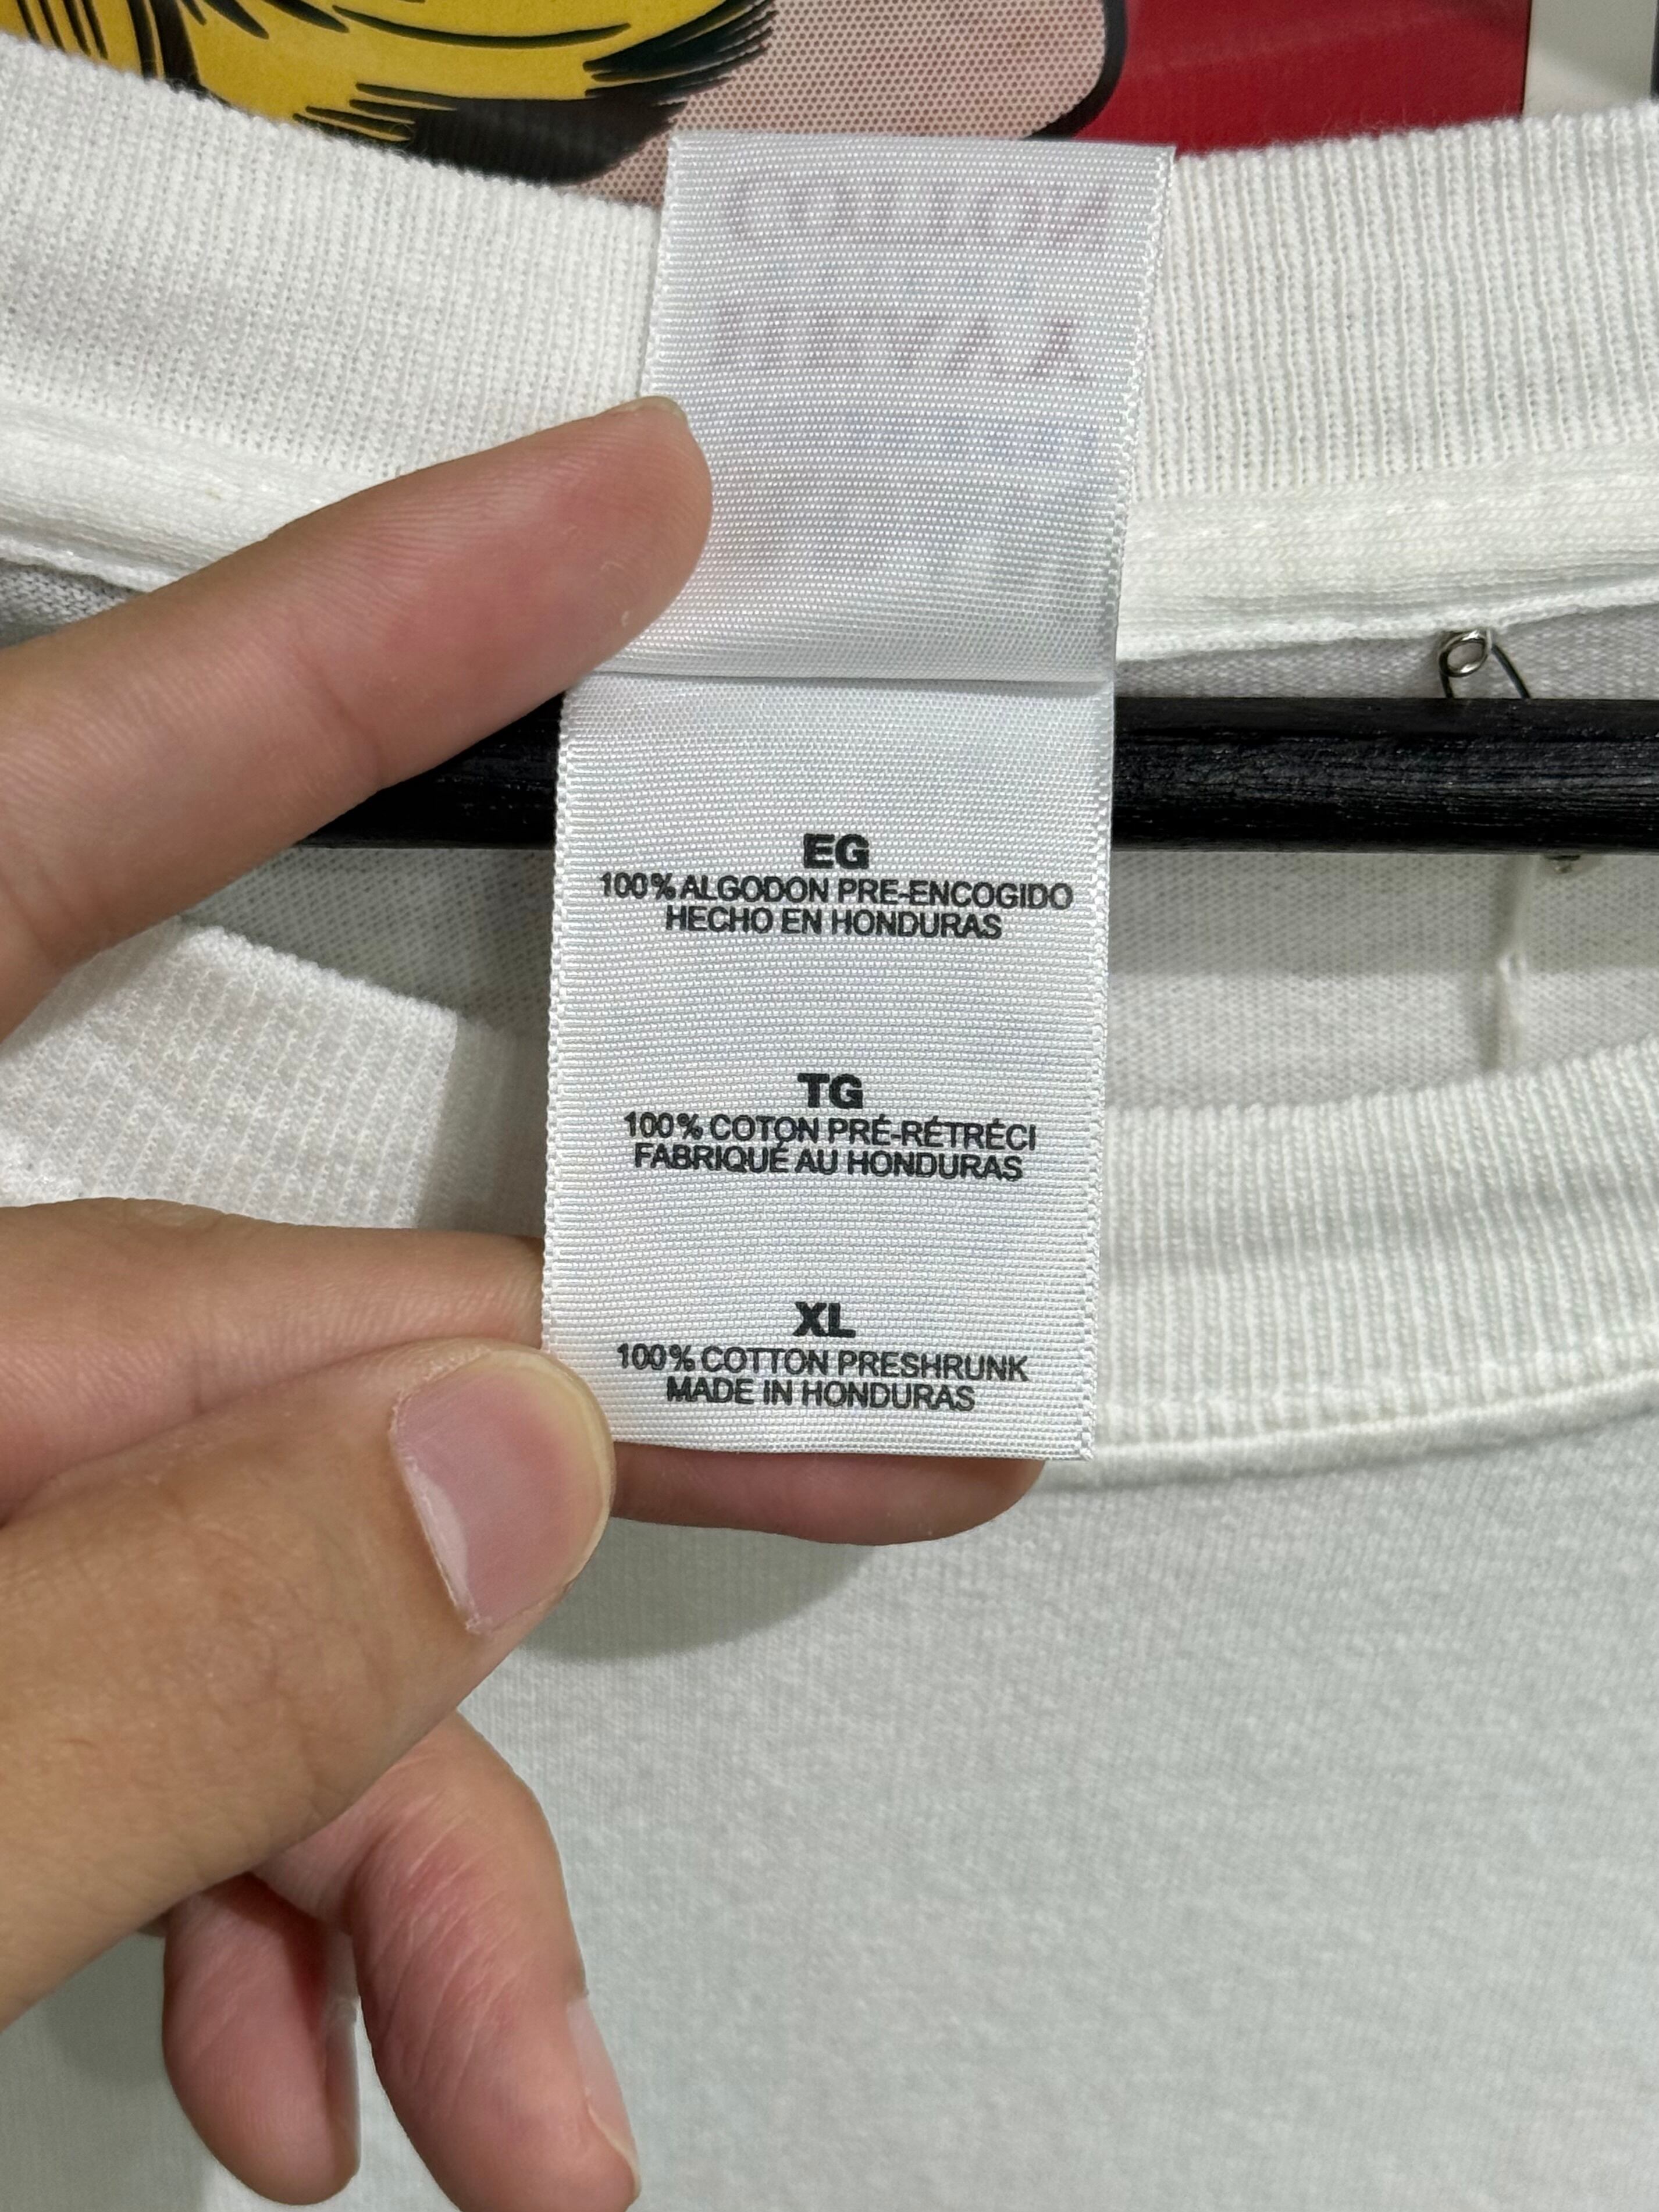 EG
100% ALGODON PRE-ENCOGIDO
HECHO EN HONDURAS
TG
100% COTON PRÉ-RÉTRÉCI
FABRIQUÉ AU HONDURAS
XL
100% COTTON PRESHRUNK
MADE IN HONDURAS